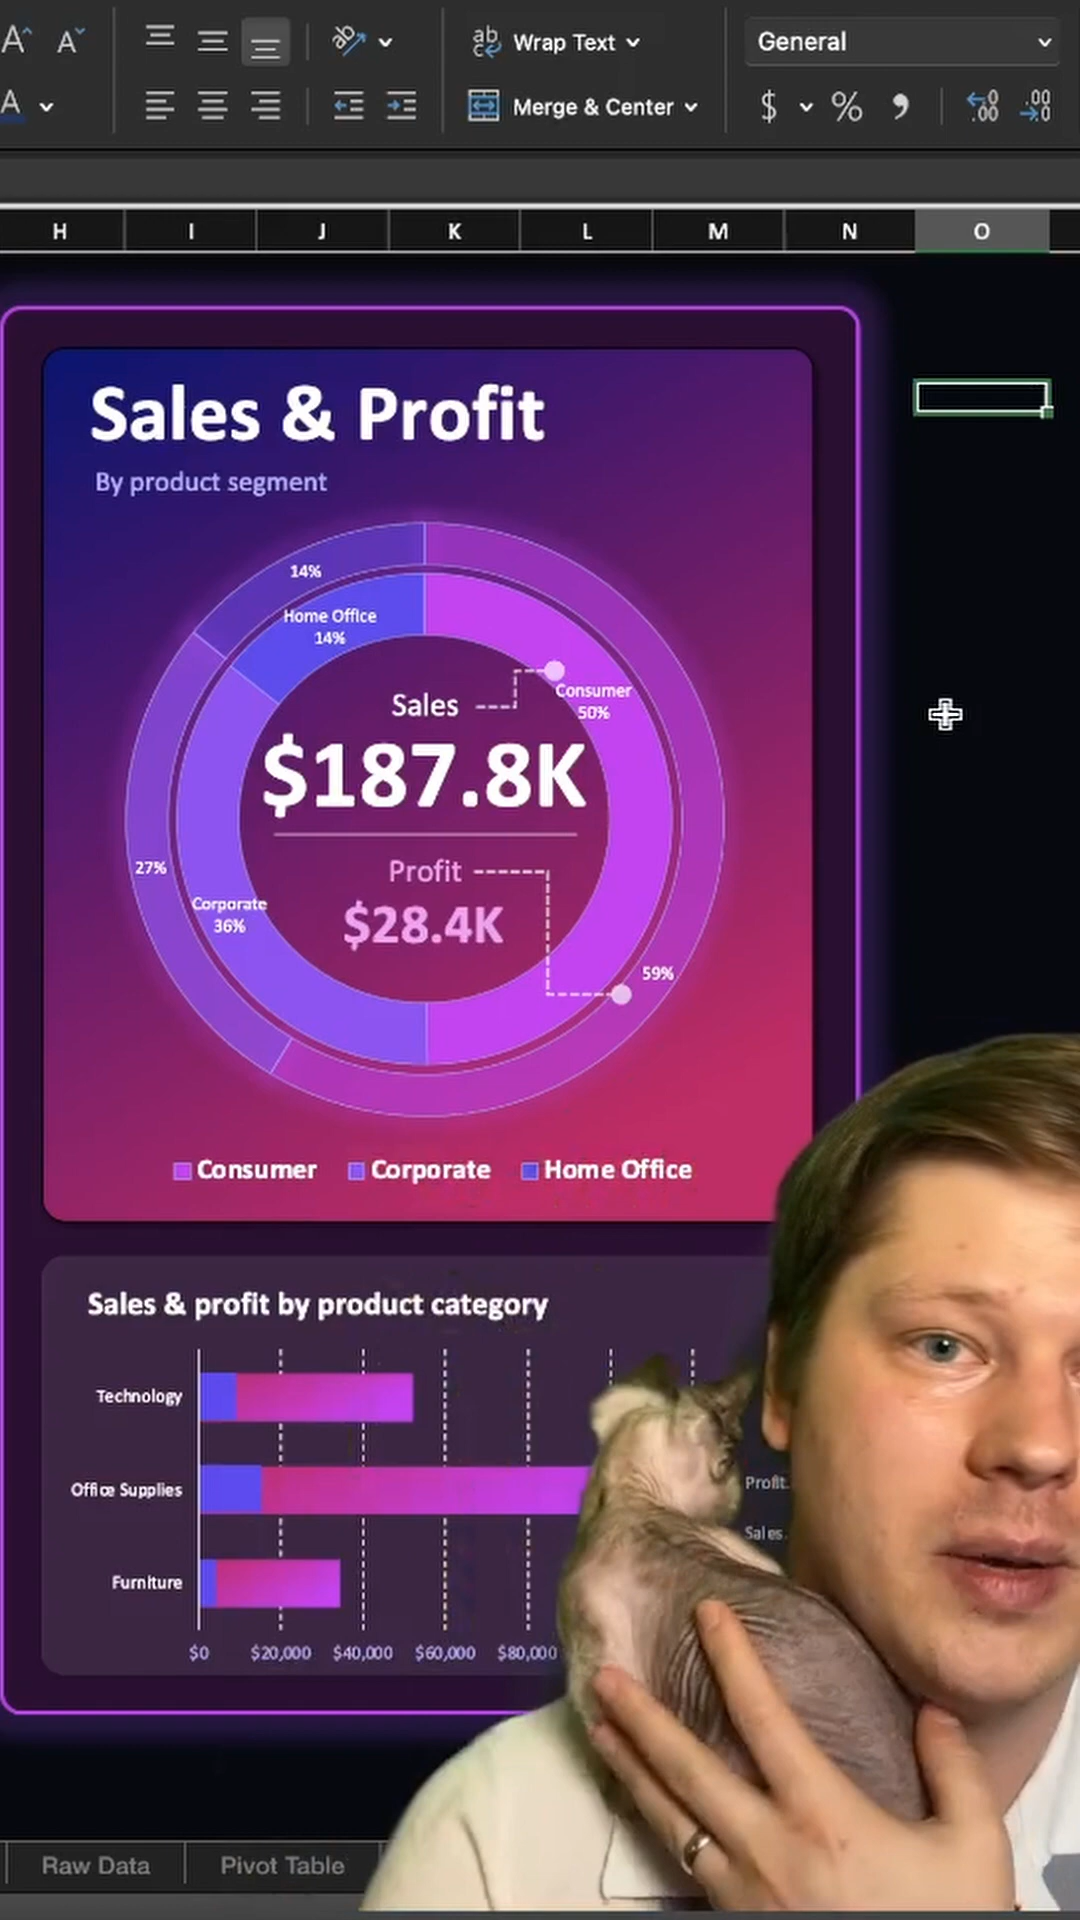 Wrap Text
General
Merge & Center
$ % , .00 .00
H I J K L M N O
Sales & Profit
By product segment
14%
Home Office
14%
Sales
Consumer
50%
$187.8K
27%
Profit
Corporate
36%
$28.4K
59%
Consumer Corporate Home Office
Sales & profit by product category
Technology
Office Supplies
Profit
Sales
Furniture
$0 $20,000 $40,000 $60,000 $80,000
Raw Data Pivot Table